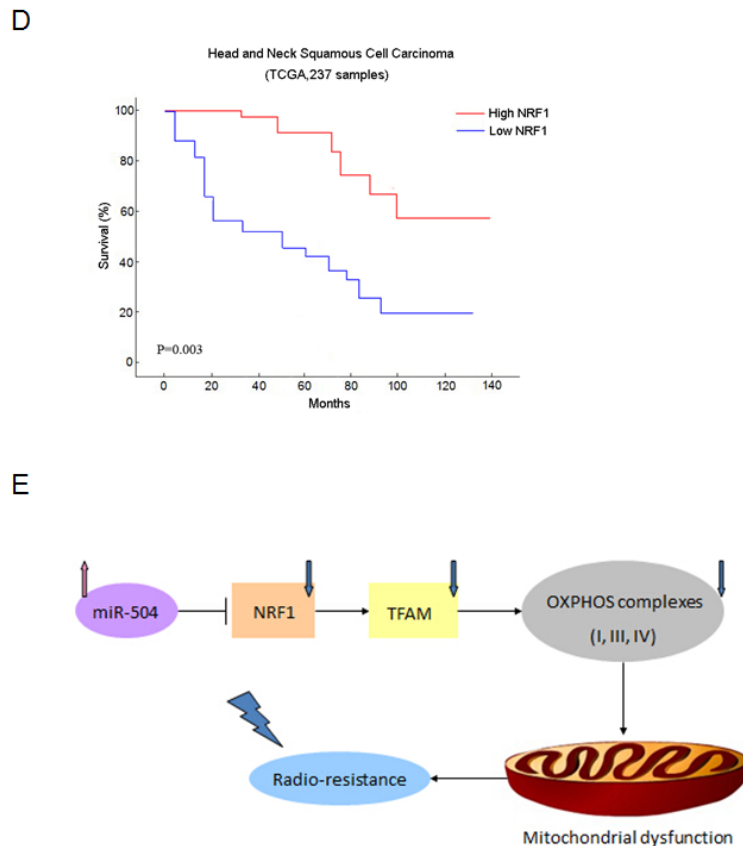 D
Head and Neck Squamous Cell Carcinoma
(TCGA,237 samples)
High NRF1
Low NRF1
100
80
60
40
20
0
Survival (%)
P=0.003
0 20 40 60 80 100 120 140
Months
E
miR-504
NRF1
TFAM
OXPHOS complexes
(I, III, IV)
Radio-resistance
Mitochondrial dysfunction